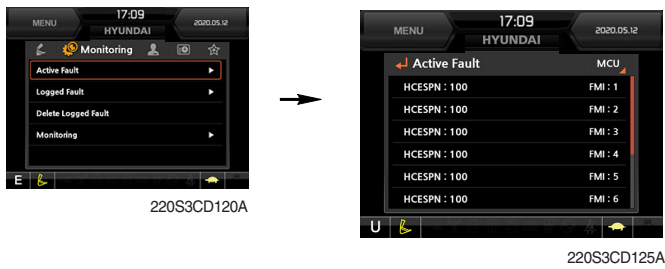 MENU
17:09
HYUNDAI
2020.05.12
Monitoring
Active Fault
Logged Fault
Delete Logged Fault
Monitoring
E
220S3CD120A
MENU
17:09
HYUNDAI
2020.05.12
Active Fault MCU
HCESPN : 100 FMI : 1
HCESPN : 100 FMI : 2
HCESPN : 100 FMI : 3
HCESPN : 100 FMI : 4
HCESPN : 100 FMI : 5
HCESPN : 100 FMI : 6
U
220S3CD125A